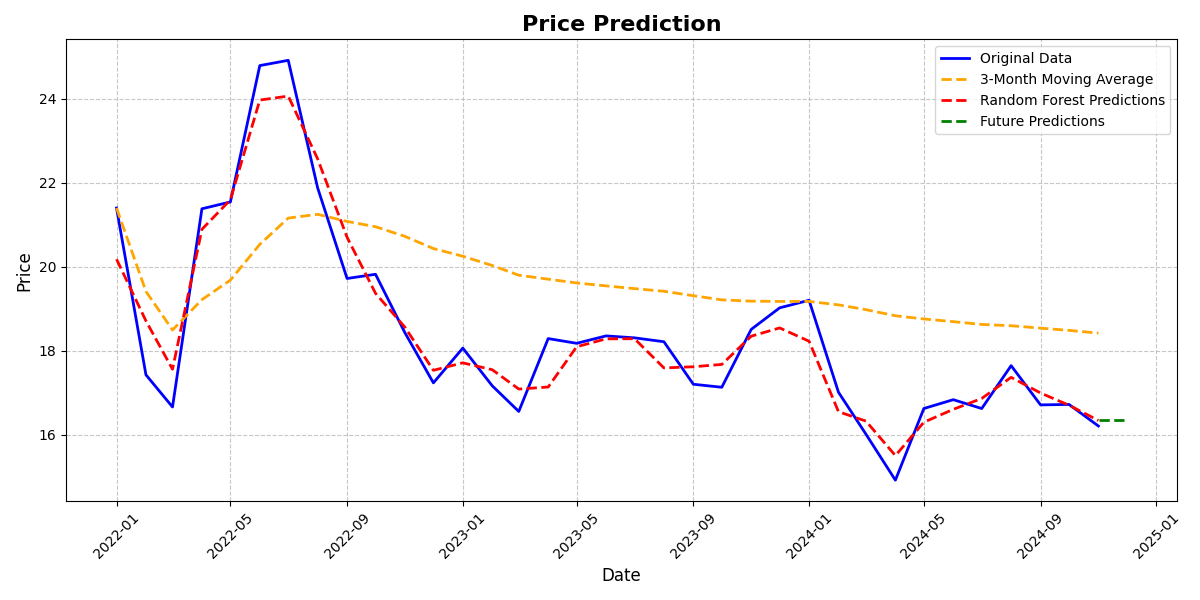 Price Prediction
Original Data
3-Month Moving Average
Random Forest Predictions
Future Predictions
Price
24
22
20
18
16
2022-01
2022-05
2022-09
2023-01
2023-05
2023-09
2024-01
2024-05
2024-09
2025-01
Date